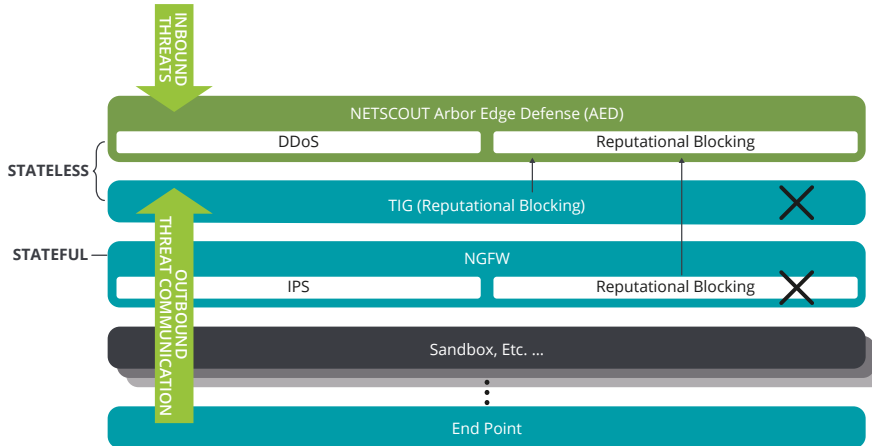 INBOUND
THREATS
NETSCOUT Arbor Edge Defense (AED)
DDoS
Reputational Blocking
STATELESS
TIG (Reputational Blocking)
STATEFUL
NGFW
IPS
Reputational Blocking
OUTBOUND
THREAT COMMUNICATION
Sandbox, Etc. ...
End Point